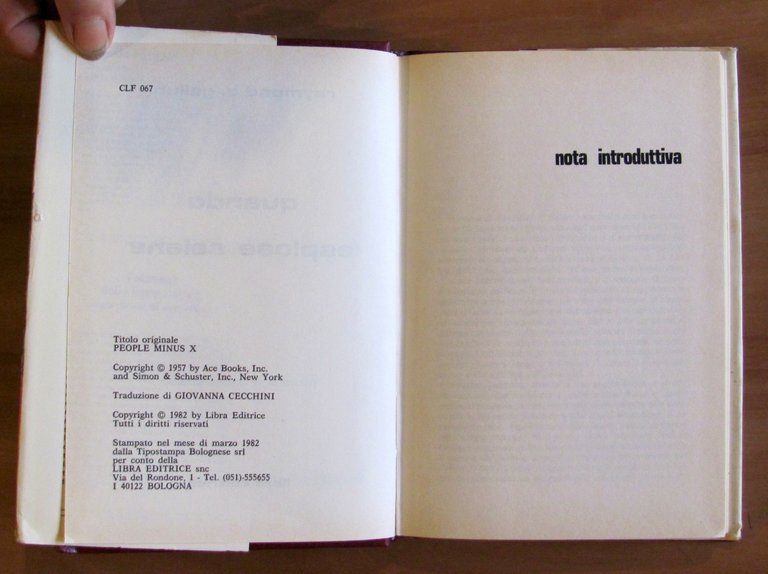 CLF 067
Titolo originale
PEOPLE MINUS X
Copyright © 1957 by Ace Books, Inc.
and Simon & Schuster, Inc., New York
Traduzione di GIOVANNA CECCHINI
Copyright © 1982 by Libra Editrice
Tutti i diritti riservati
Stampato nel mese di marzo 1982
dalla Tipostampa Bolognese srl
per conto della
LIBRA EDITRICE snc
Via del Rondone, 1 - Tel. (051)-555655
I 40122 BOLOGNA
nota introduttiva